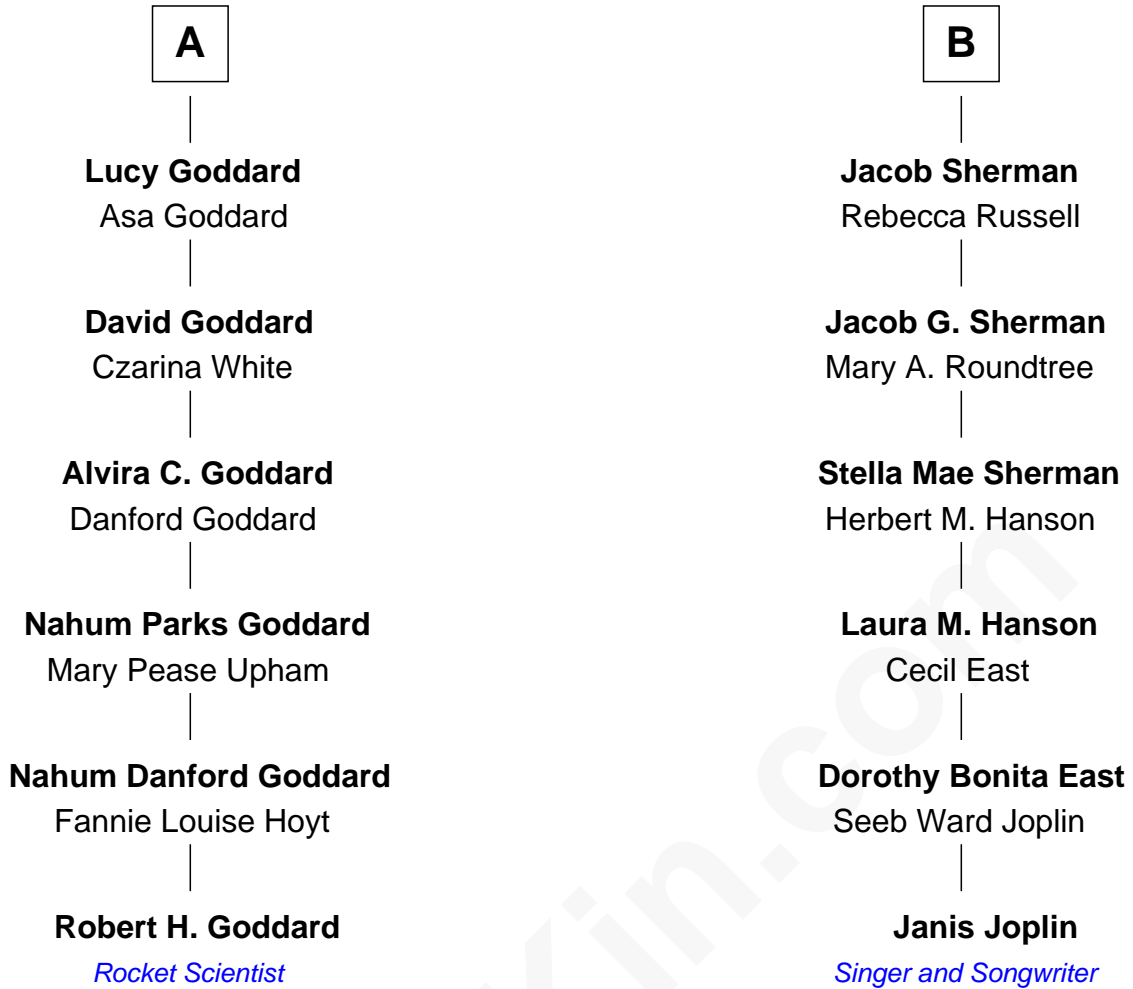 A
B
Lucy Goddard
Asa Goddard
Jacob Sherman
Rebecca Russell
David Goddard
Czarina White
Jacob G. Sherman
Mary A. Roundtree
Alvira C. Goddard
Danford Goddard
Stella Mae Sherman
Herbert M. Hanson
Nahum Parks Goddard
Mary Pease Upham
Laura M. Hanson
Cecil East
Nahum Danford Goddard
Fannie Louise Hoyt
Dorothy Bonita East
Seeb Ward Joplin
Robert H. Goddard
Rocket Scientist
Janis Joplin
Singer and Songwriter
Kin.com